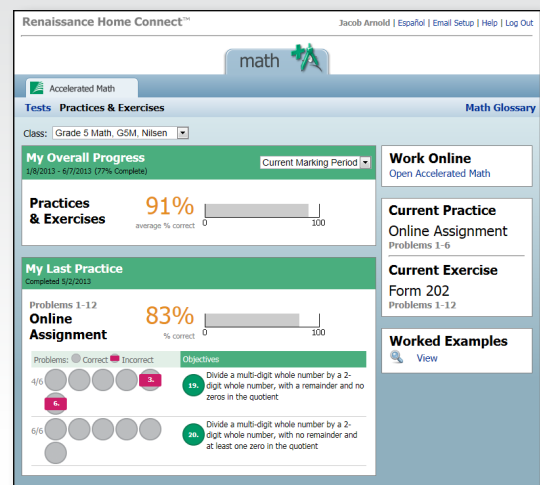 Renaissance Home Connect™
Jacob Arnold | Español | Email Setup | Help | Log Out
math
Accelerated Math
Tests Practices & Exercises
Math Glossary
Class: Grade 5 Math, G5M, Nilsen
My Overall Progress
1/8/2013 - 6/7/2013 (77% Complete)
Current Marking Period
Practices
& Exercises
91%
average % correct
0 100
My Last Practice
Completed 5/2/2013
Problems 1-12
Online
Assignment
83%
% correct
0 100
Problems: Correct Incorrect Objectives
4/6
3.
6.
19.
Divide a multi-digit whole number by a 2-
digit whole number, with a remainder and no
zeros in the quotient
6/6
20.
Divide a multi-digit whole number by a 2-
digit whole number, with no remainder and
at least one zero in the quotient
Work Online
Open Accelerated Math
Current Practice
Online Assignment
Problems 1-6
Current Exercise
Form 202
Problems 1-12
Worked Examples
View